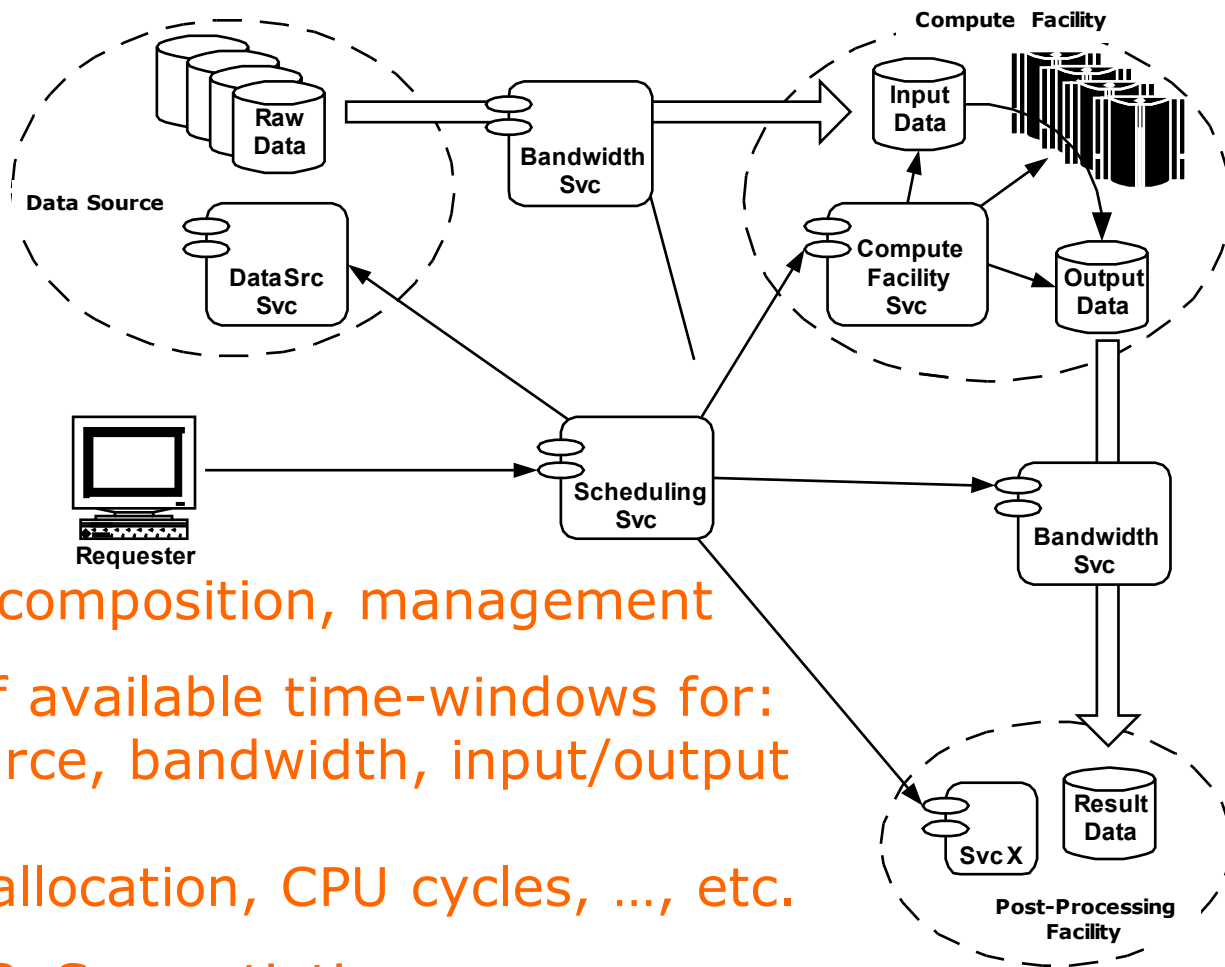 Compute Facility
Raw
Data
Input
Data
Bandwidth
Svc
Data Source
DataSrc
Svc
Compute
Facility
Svc
Output
Data
Scheduling
Svc
Requester
Bandwidth
Svc
composition, management
available time-windows for:
bandwidth, input/output
allocation, CPU cycles, …, etc.
Svc X
Result
Data
Post-Processing
Facility